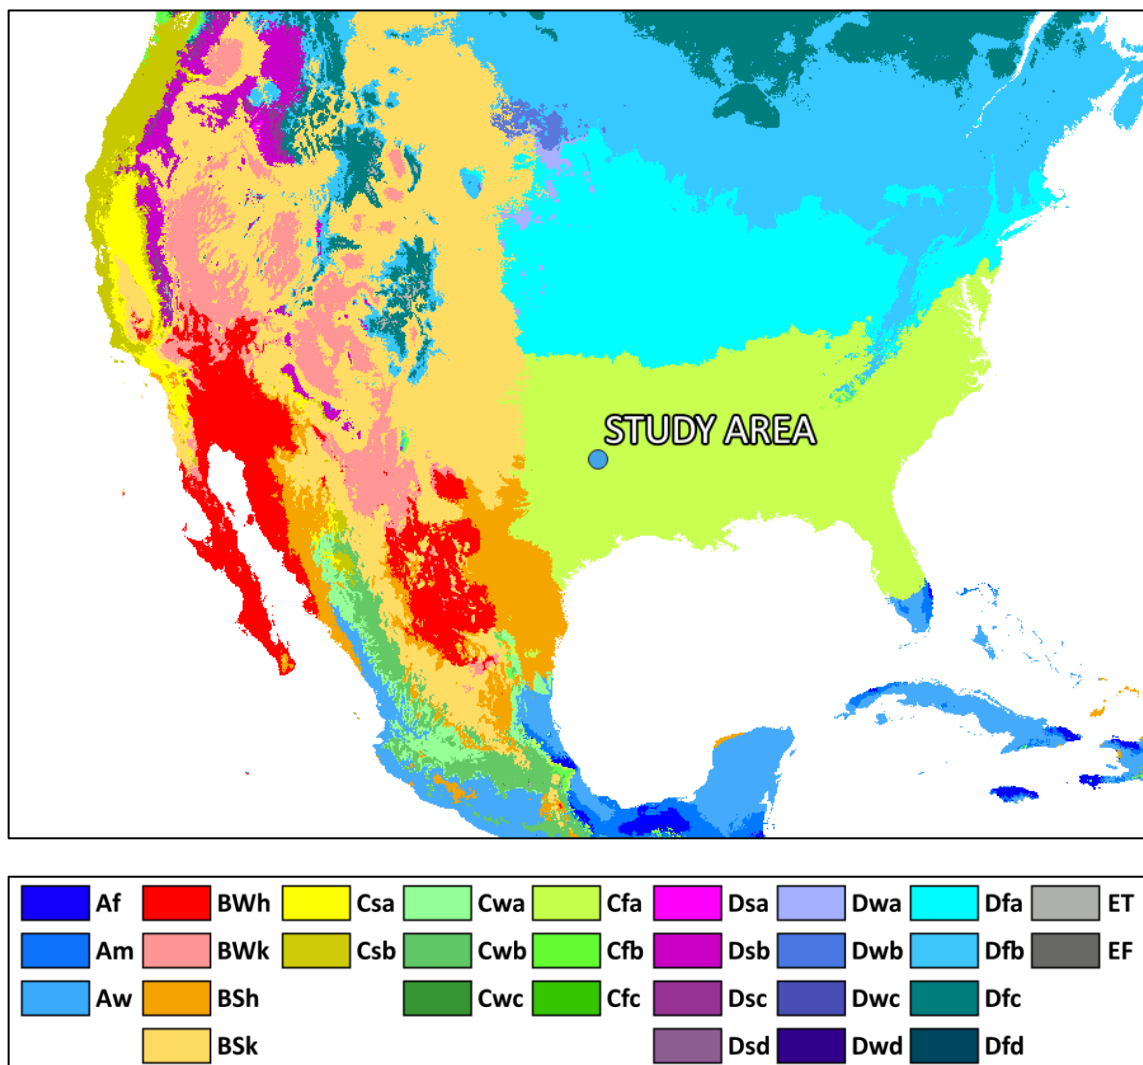 STUDY AREA
Af BWh Csa Cwa Cfa Dsa Dwa Dfa ET
Am BWk Csb Cwb Cfb Dsb Dwb Dfb EF
Aw BSh Cwc Cfc Dsc Dwc Dfc
BSk Dsd Dwd Dfd